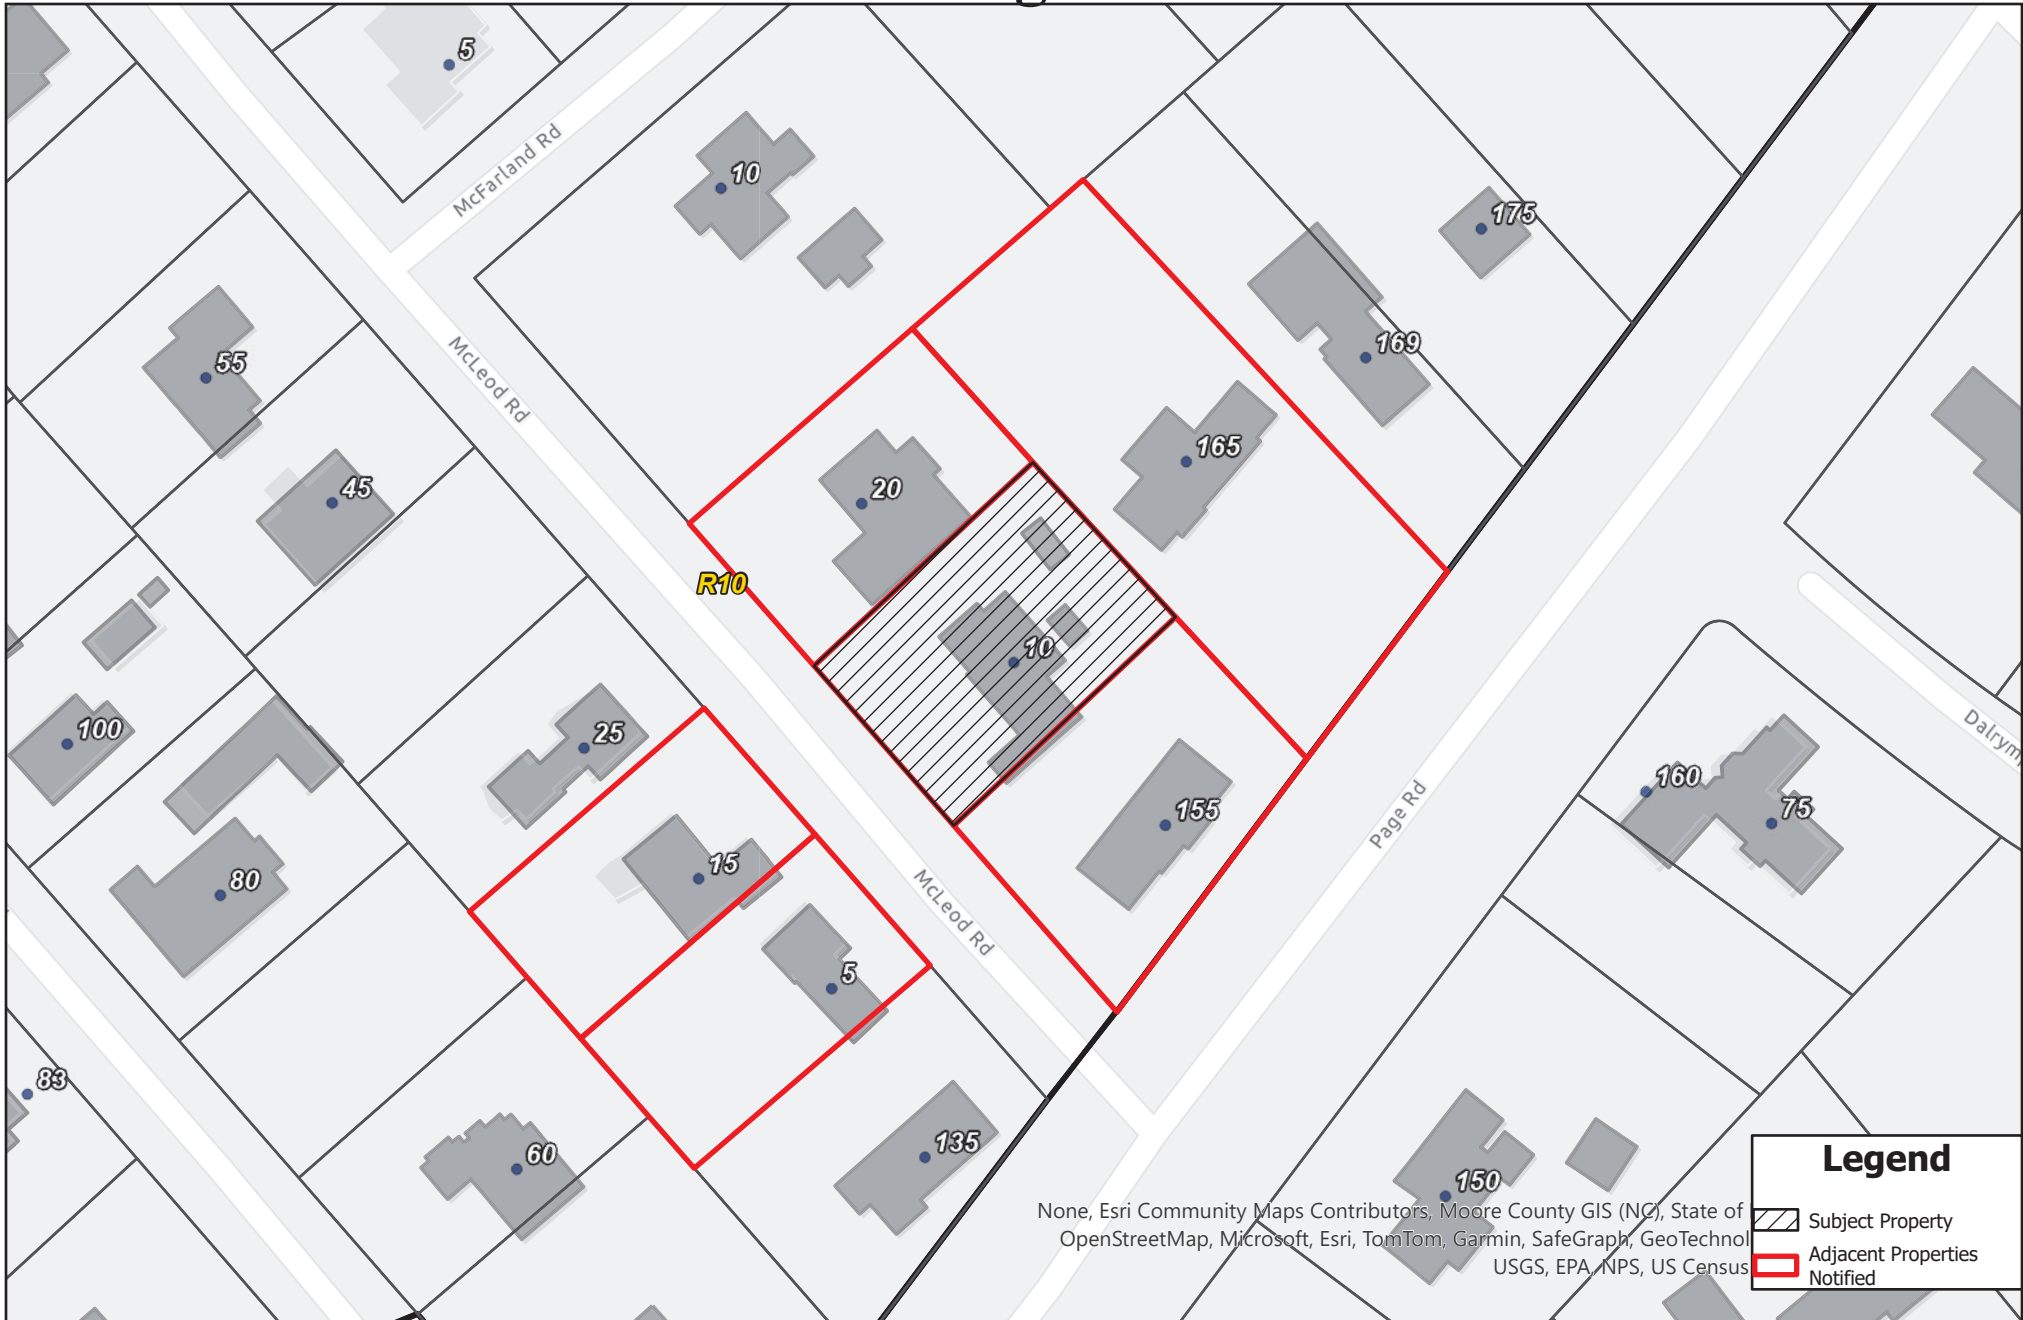 5
McFarland Rd
10
175
55
McLeod Rd
169
45
165
20
R10
10
100
25
Dalrym
160
155
75
Page Rd
80
15
McLeod Rd
5
83
135
60
150
Legend
Subject Property
Adjacent Properties
Notified
None, Esri Community Maps Contributors, Moore County GIS (NC), State of
OpenStreetMap, Microsoft, Esri, TomTom, Garmin, SafeGraph, GeoTechnol
USGS, EPA, NPS, US Census